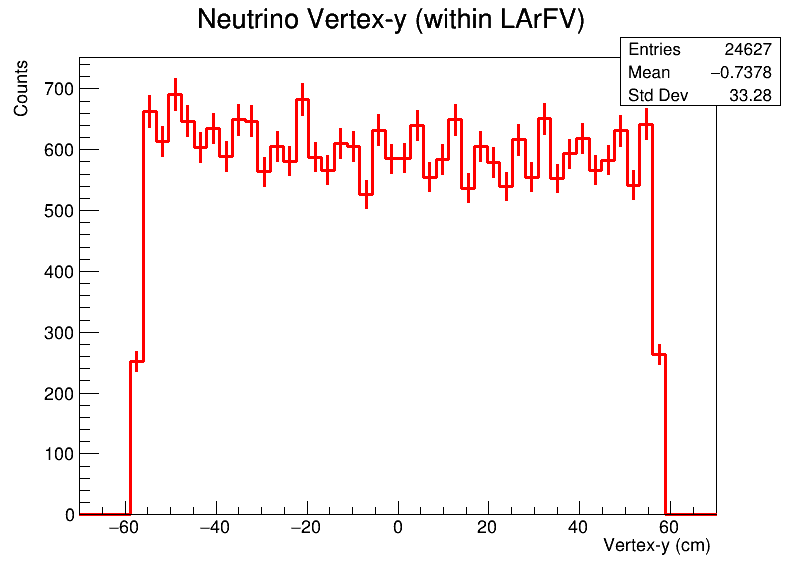 Neutrino Vertex-y (within LArFV)
Entries 24627
Mean −0.7378
Std Dev 33.28
Counts
700
600
500
400
300
200
100
0
−60 −40 −20 0 20 40 60
Vertex-y (cm)